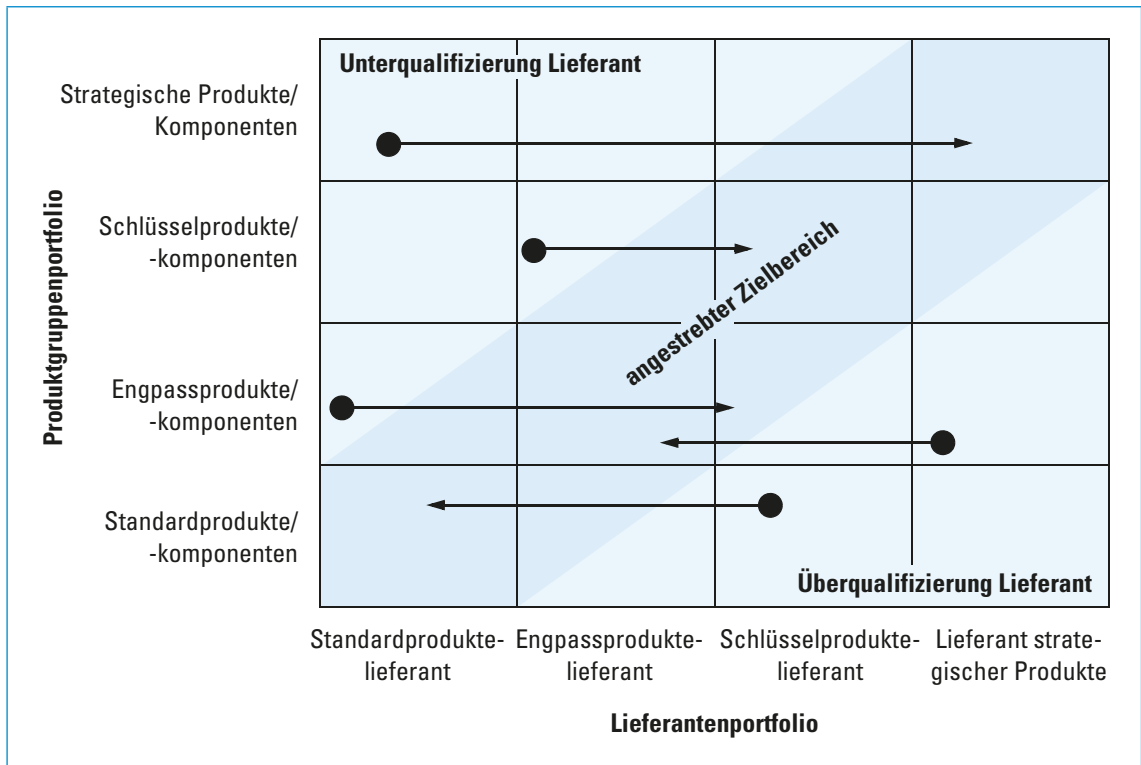 Unterqualifizierung Lieferant
Strategische Produkte/
Komponenten
Schlüsselprodukte/
-komponenten
Engpassprodukte/
-komponenten
Standardprodukte/
-komponenten
Produktgruppenportfolio
angestrebter Zielbereich
Überqualifizierung Lieferant
Standardprodukte-
lieferant
Engpassprodukte-
lieferant
Schlüsselprodukte-
lieferant
Lieferant strate-
gischer Produkte
Lieferantenportfolio